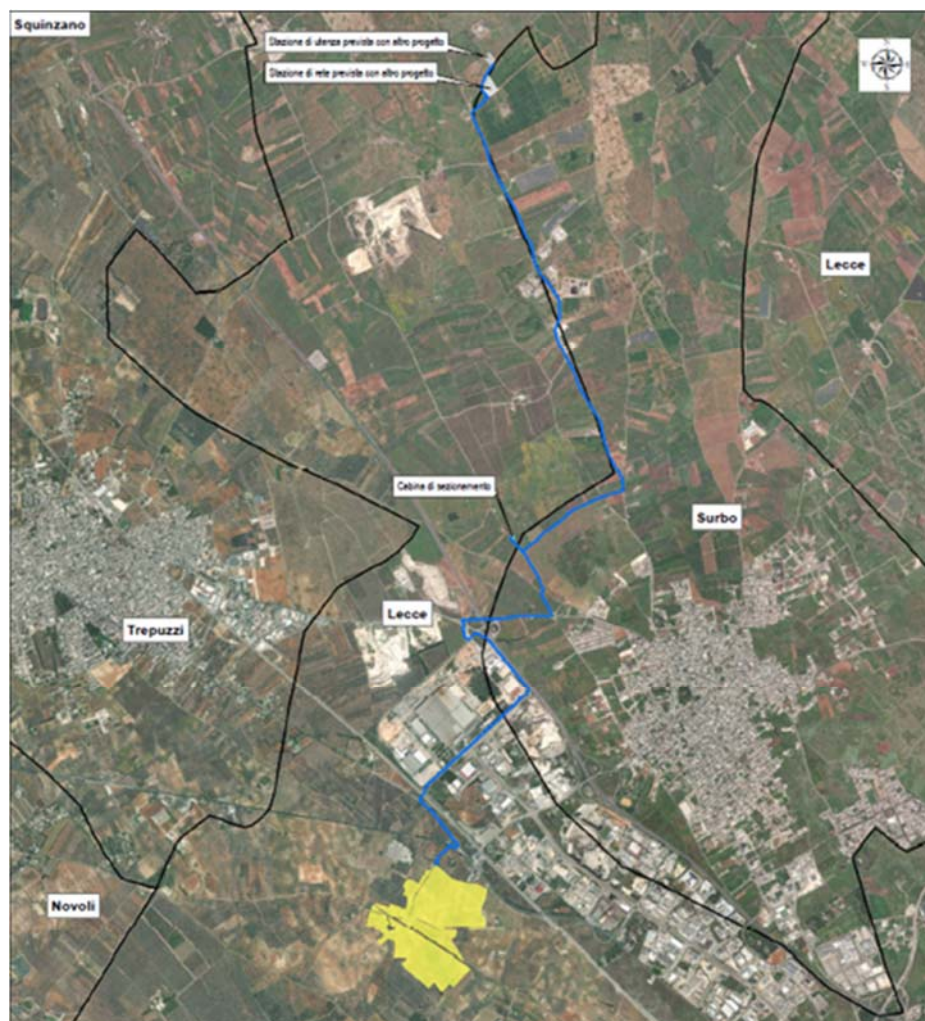 Squinzano
Stazione di utenza prevista con altro progetto
Stazione di rete prevista con altro progetto
Lecce
Cabina di sezionamento
Surbo
Lecce
Trepuzzi
Novoli